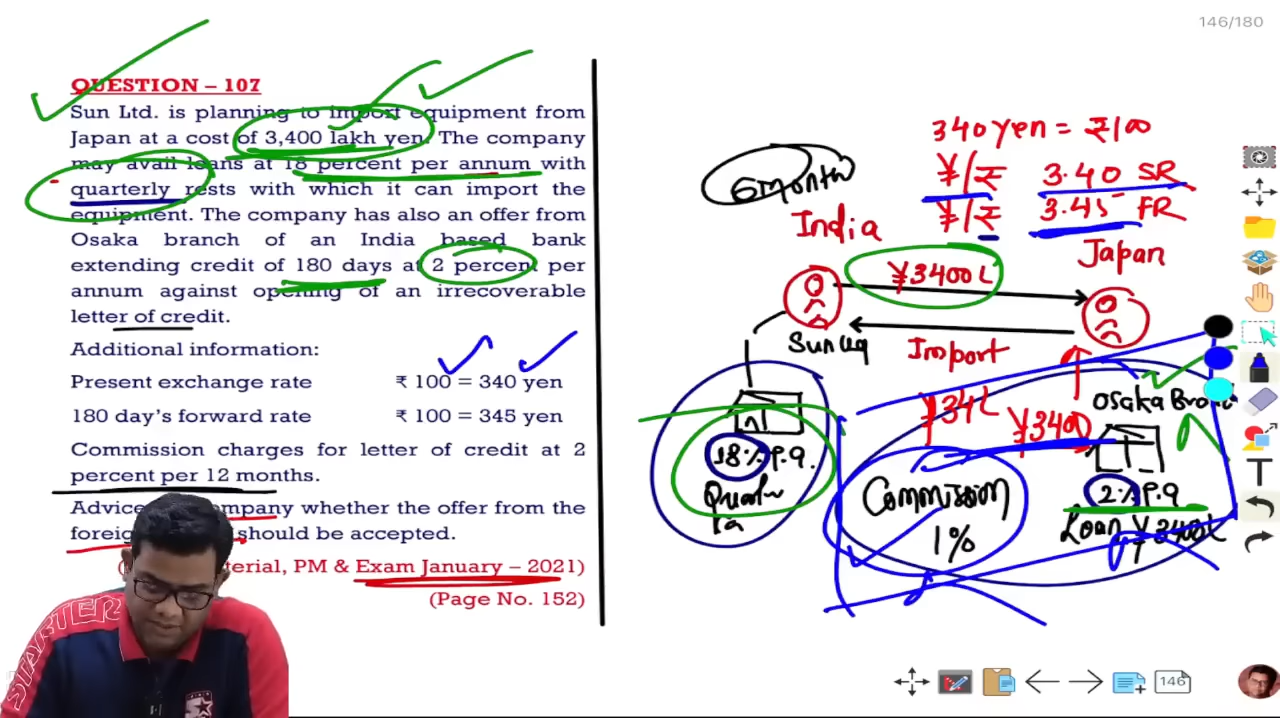 146/180
QUESTION – 107
Sun Ltd. is planning to import equipment from
Japan at a cost of 3,400 lakh yen. The company
may avail loans at 18 percent per annum with
quarterly rests with which it can import the
equipment. The company has also an offer from
Osaka branch of an India based bank
extending credit of 180 days at 2 percent per
annum against opening of an irrecoverable
letter of credit.
Additional information:
Present exchange rate ₹ 100 = 340 yen
180 day's forward rate ₹ 100 = 345 yen
Commission charges for letter of credit at 2
percent per 12 months.
Advice whether the offer from the
should be accepted.
PM & Exam January – 2021)
(Page No. 152)
340 yen = ₹100
¥/₹ 3.40 SR
¥/₹ 3.45 FR
6 Month
India
Japan
¥3400L
Sun
Import
¥34L
¥3400
Osaka
18% P.a.
Commission
1%
2% P.a
Loan ¥3400L
STARTER
146